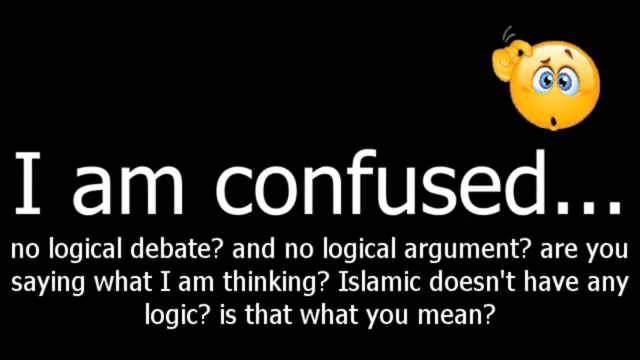 I am confused...
no logical debate? and no logical argument? are you
saying what I am thinking? Islamic doesn't have any
logic? is that what you mean?